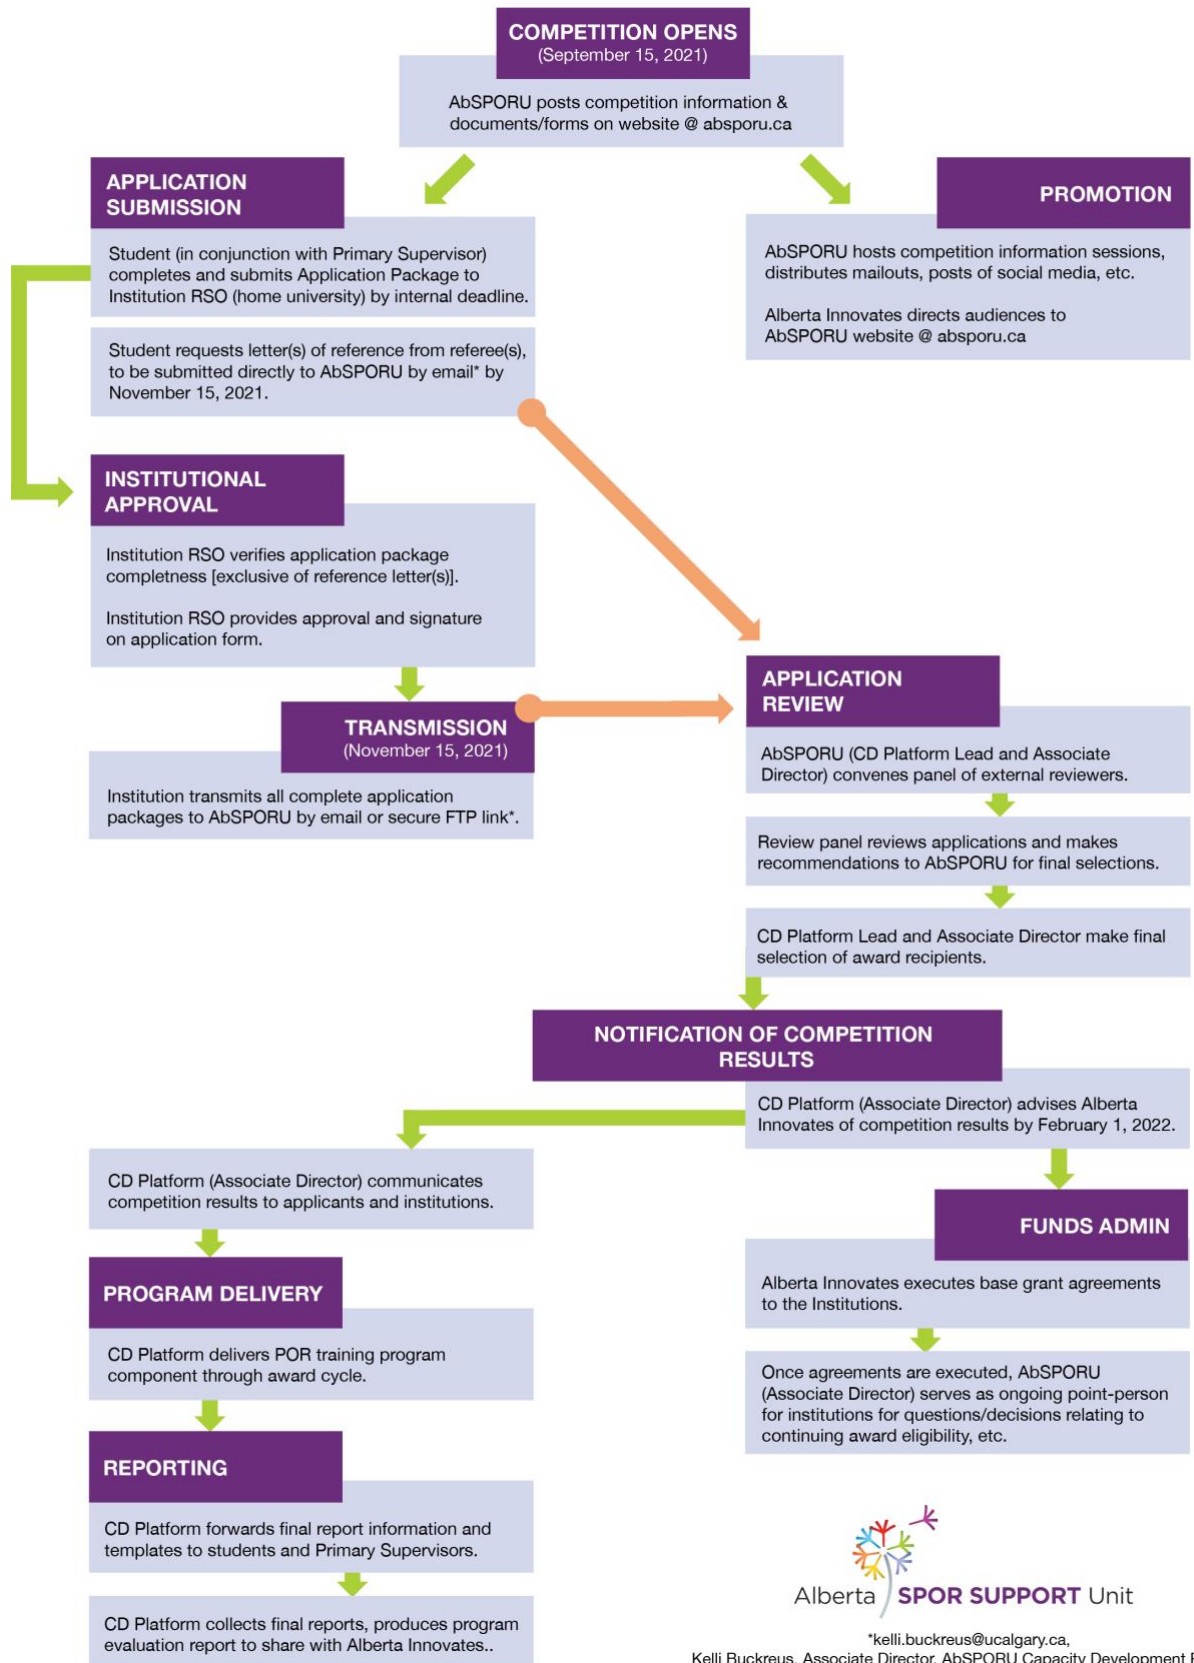 COMPETITION OPENS
(September 15, 2021)
AbSPORU posts competition information &
documents/forms on website @ absporu.ca
APPLICATION
SUBMISSION
Student (in conjunction with Primary Supervisor)
completes and submits Application Package to
Institution RSO (home university) by internal deadline.
Student requests letter(s) of reference from referee(s),
to be submitted directly to AbSPORU by email* by
November 15, 2021.
PROMOTION
AbSPORU hosts competition information sessions,
distributes mailouts, posts of social media, etc.
Alberta Innovates directs audiences to
AbSPORU website @ absporu.ca
INSTITUTIONAL
APPROVAL
Institution RSO verifies application package
completness [exclusive of reference letter(s)].
Institution RSO provides approval and signature
on application form.
TRANSMISSION
(November 15, 2021)
Institution transmits all complete application
packages to AbSPORU by email or secure FTP link*.
APPLICATION
REVIEW
AbSPORU (CD Platform Lead and Associate
Director) convenes panel of external reviewers.
Review panel reviews applications and makes
recommendations to AbSPORU for final selections.
CD Platform Lead and Associate Director make final
selection of award recipients.
NOTIFICATION OF COMPETITION
RESULTS
CD Platform (Associate Director) advises Alberta
Innovates of competition results by February 1, 2022.
CD Platform (Associate Director) communicates
competition results to applicants and institutions.
PROGRAM DELIVERY
CD Platform delivers POR training program
component through award cycle.
REPORTING
CD Platform forwards final report information and
templates to students and Primary Supervisors.
CD Platform collects final reports, produces program
evaluation report to share with Alberta Innovates..
FUNDS ADMIN
Alberta Innovates executes base grant agreements
to the Institutions.
Once agreements are executed, AbSPORU
(Associate Director) serves as ongoing point-person
for institutions for questions/decisions relating to
continuing award eligibility, etc.
Alberta SPOR SUPPORT Unit
*kelli.buckreus@ucalgary.ca,
Kelli Buckreus, Associate Director, AbSPORU Capacity Development